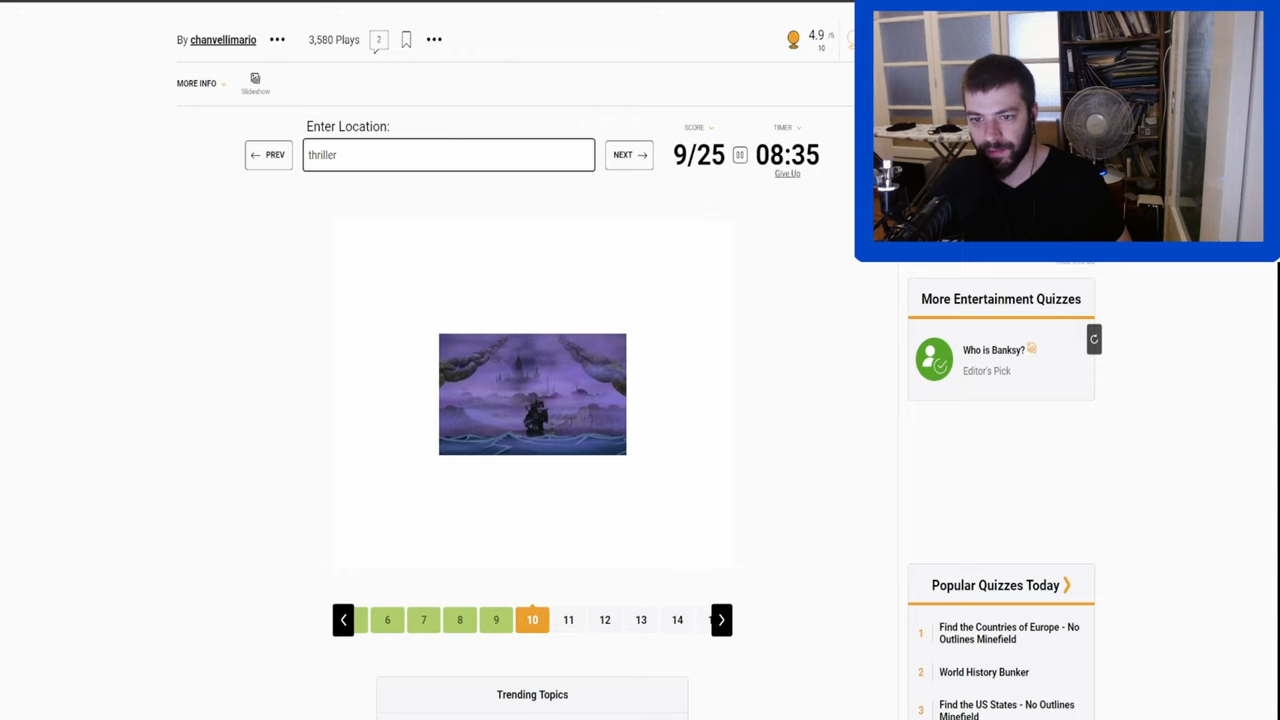 By chanvellimario
3,580 Plays
2
4.9 /5
10
MORE INFO
Slideshow
Enter Location:
SCORE
TIMER
← PREV
thriller
NEXT →
9/25
08:35
Give Up
More Entertainment Quizzes
Who is Banksy?
Editor's Pick
Popular Quizzes Today
1 Find the Countries of Europe - No
Outlines Minefield
2 World History Bunker
3 Find the US States - No Outlines
Minefield
6
7
8
9
10
11
12
13
14
Trending Topics